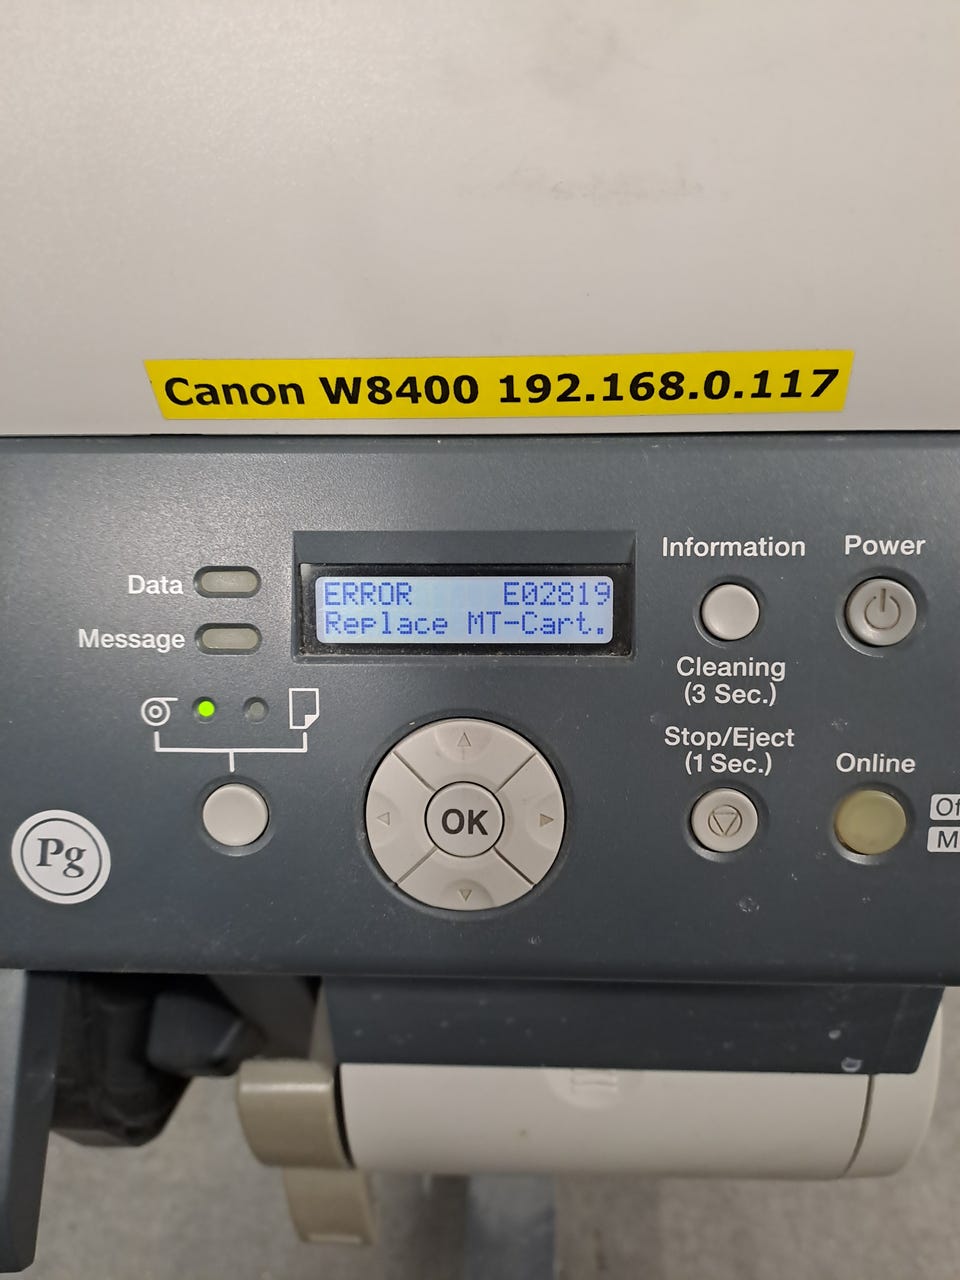 Canon W8400 192.168.0.117
Information
Power
Data
ERROR E02819
Message
Replace MT-Cart.
Cleaning
(3 Sec.)
Stop/Eject
(1 Sec.)
Online
OK
Pg